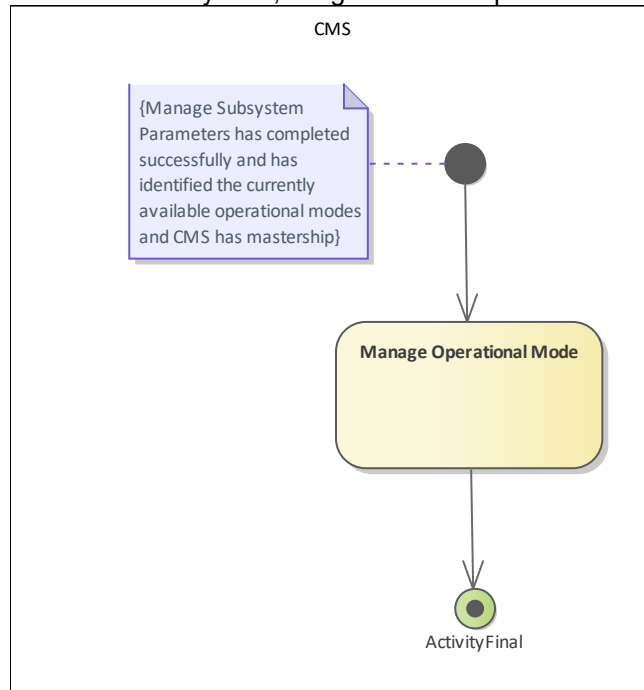 CMS
{Manage Subsystem
Parameters has completed
successfully and has
identified the currently
available operational modes
and CMS has mastership}
Manage Operational Mode
ActivityFinal